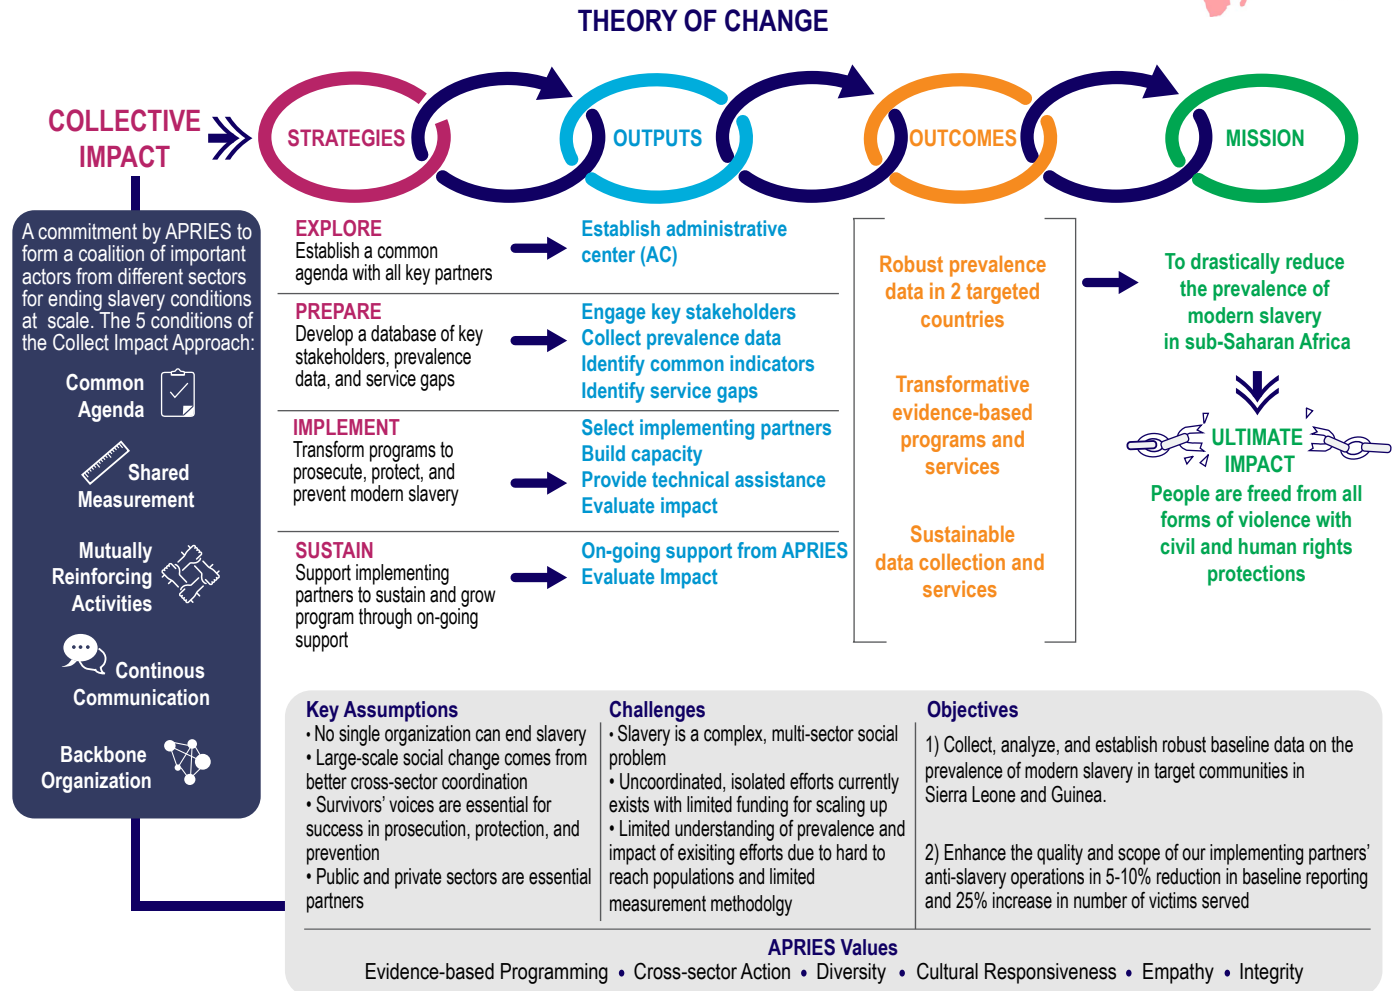 THEORY OF CHANGE
COLLECTIVE
IMPACT
STRATEGIES
OUTPUTS
OUTCOMES
MISSION
A commitment by APRIES to
form a coalition of important
actors from different sectors
for ending slavery conditions
at scale. The 5 conditions of
the Collect Impact Approach:
Common
Agenda
Shared
Measurement
Mutually
Reinforcing
Activities
Continous
Communication
Backbone
Organization
EXPLORE
Establish a common
agenda with all key partners
Establish administrative
center (AC)
PREPARE
Develop a database of key
stakeholders, prevalence
data, and service gaps
Engage key stakeholders
Collect prevalence data
Identify common indicators
Identify service gaps
IMPLEMENT
Transform programs to
prosecute, protect, and
prevent modern slavery
Select implementing partners
Build capacity
Provide technical assistance
Evaluate impact
SUSTAIN
Support implementing
partners to sustain and grow
program through on-going
support
On-going support from APRIES
Evaluate Impact
Robust prevalence
data in 2 targeted
countries
Transformative
evidence-based
programs and
services
Sustainable
data collection and
services
To drastically reduce
the prevalence of
modern slavery
in sub-Saharan Africa
ULTIMATE
IMPACT
People are freed from all
forms of violence with
civil and human rights
protections
Key Assumptions
• No single organization can end slavery
• Large-scale social change comes from
better cross-sector coordination
• Survivors' voices are essential for
success in prosecution, protection, and
prevention
• Public and private sectors are essential
partners
Challenges
• Slavery is a complex, multi-sector social
problem
• Uncoordinated, isolated efforts currently
exists with limited funding for scaling up
• Limited understanding of prevalence and
impact of exisiting efforts due to hard to
reach populations and limited
measurement methodolgy
Objectives
1) Collect, analyze, and establish robust baseline data on the
prevalence of modern slavery in target communities in
Sierra Leone and Guinea.
2) Enhance the quality and scope of our implementing partners'
anti-slavery operations in 5-10% reduction in baseline reporting
and 25% increase in number of victims served
APRIES Values
Evidence-based Programming • Cross-sector Action • Diversity • Cultural Responsiveness • Empathy • Integrity